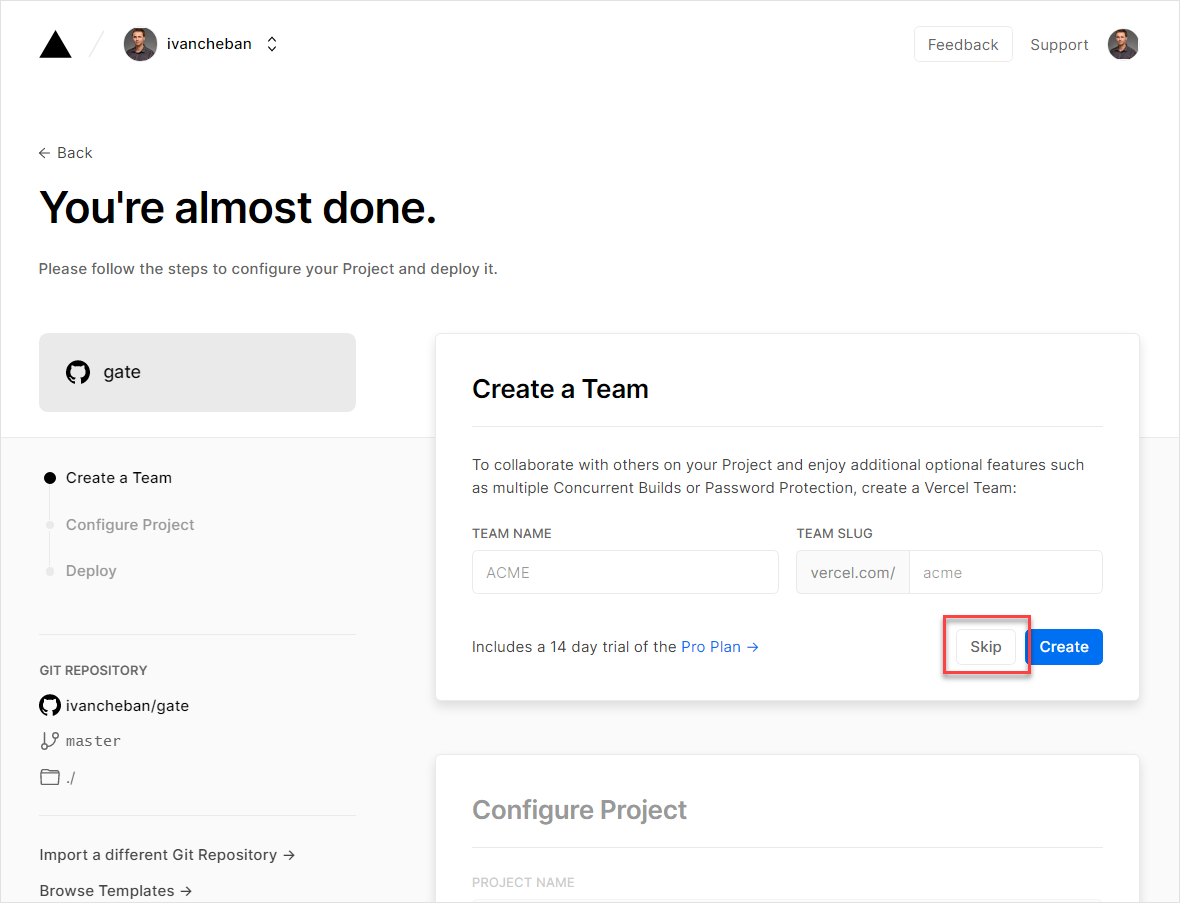 ivancheban
Feedback
Support
← Back
You're almost done.
Please follow the steps to configure your Project and deploy it.
gate
Create a Team
Configure Project
Deploy
GIT REPOSITORY
ivancheban/gate
master
./
Import a different Git Repository →
Browse Templates →
Create a Team
To collaborate with others on your Project and enjoy additional optional features such
as multiple Concurrent Builds or Password Protection, create a Vercel Team:
TEAM NAME
ACME
TEAM SLUG
vercel.com/ acme
Includes a 14 day trial of the Pro Plan →
Skip
Create
Configure Project
PROJECT NAME